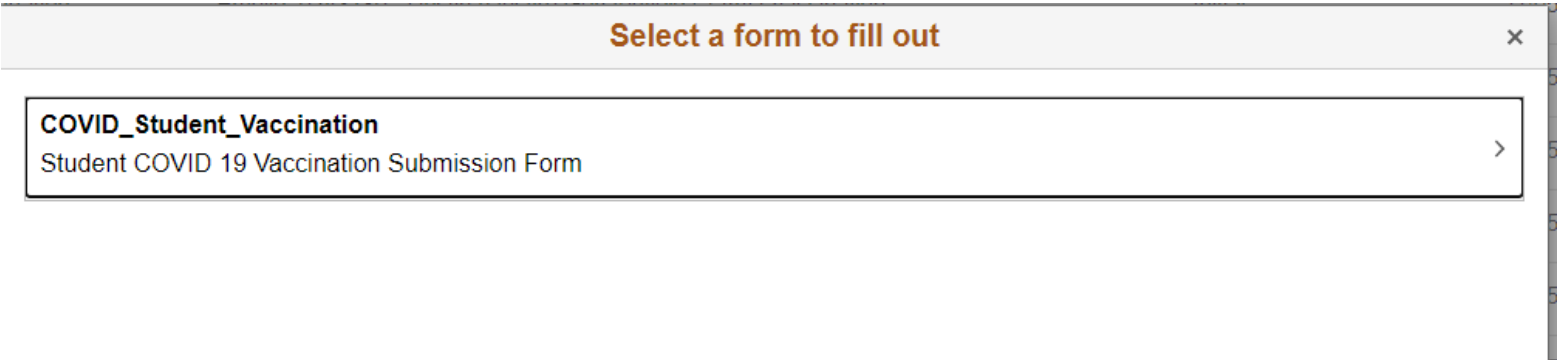 Select a form to fill out
×
COVID_Student_Vaccination
Student COVID 19 Vaccination Submission Form